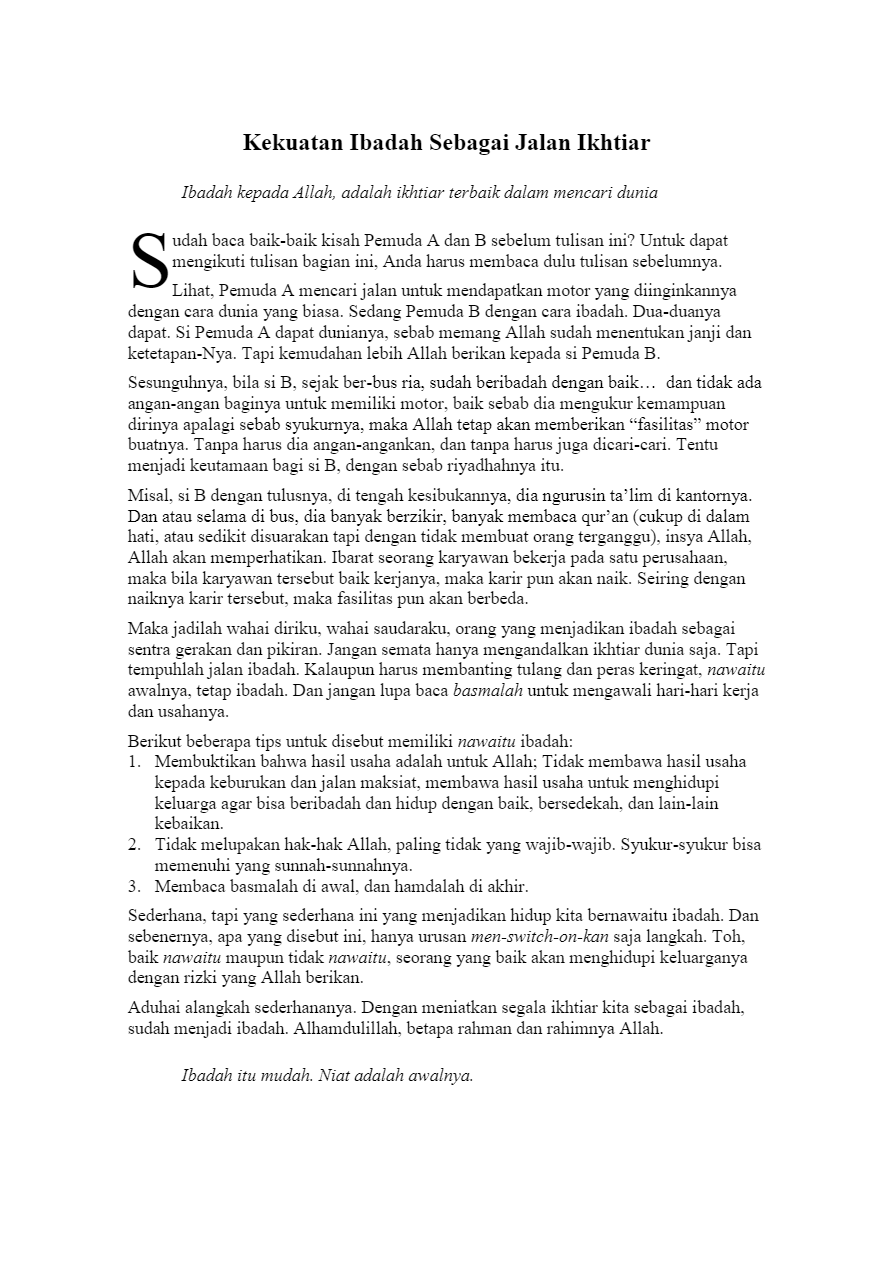 Kekuatan Ibadah Sebagai Jalan Ikhtiar
Ibadah kepada Allah, adalah ikhtiar terbaik dalam mencari dunia
Sudah baca baik-baik kisah Pemuda A dan B sebelum tulisan ini? Untuk dapat
mengikuti tulisan bagian ini, Anda harus membaca dulu tulisan sebelumnya.
Lihat, Pemuda A mencari jalan untuk mendapatkan motor yang diinginkannya
dengan cara dunia yang biasa. Sedang Pemuda B dengan cara ibadah. Dua-duanya
dapat. Si Pemuda A dapat dunianya, sebab memang Allah sudah menentukan janji dan
ketetapan-Nya. Tapi kemudahan lebih Allah berikan kepada si Pemuda B.
Sesungguhnya, bila si B, sejak ber-bus ria, sudah beribadah dengan baik… dan tidak ada
angan-angan baginya untuk memiliki motor, baik sebab dia mengukur kemampuan
dirinya apalagi sebab syukurnya, maka Allah tetap akan memberikan “fasilitas” motor
buatnya. Tanpa harus dia angan-angankan, dan tanpa harus juga dicari-cari. Tentu
menjadi keutamaan bagi si B, dengan sebab riyadhahnya itu.
Misal, si B dengan tulusnya, di tengah kesibukannya, dia ngurusin ta’lim di kantornya.
Dan atau selama di bus, dia banyak berzikir, banyak membaca qur’an (cukup di dalam
hati, atau sedikit disuarakan tapi dengan tidak membuat orang terganggu), insya Allah,
Allah akan memperhatikan. Ibarat seorang karyawan bekerja pada satu perusahaan,
maka bila karyawan tersebut baik kerjanya, maka karir pun akan naik. Seiring dengan
naiknya karir tersebut, maka fasilitas pun akan berbeda.
Maka jadilah wahai diriku, wahai saudaraku, orang yang menjadikan ibadah sebagai
sentra gerakan dan pikiran. Jangan semata hanya mengandalkan ikhtiar dunia saja. Tapi
tempuhlah jalan ibadah. Kalaupun harus membanting tulang dan peras keringat, nawaitu
awalnya, tetap ibadah. Dan jangan lupa baca basmalah untuk mengawali hari-hari kerja
dan usahanya.
Berikut beberapa tips untuk disebut memiliki nawaitu ibadah:
1. Membuktikan bahwa hasil usaha adalah untuk Allah; Tidak membawa hasil usaha
kepada keburukan dan jalan maksiat, membawa hasil usaha untuk menghidupi
keluarga agar bisa beribadah dan hidup dengan baik, bersedekah, dan lain-lain
kebaikan.
2. Tidak melupakan hak-hak Allah, paling tidak yang wajib-wajib. Syukur-syukur bisa
memenuhi yang sunnah-sunnahnya.
3. Membaca basmalah di awal, dan hamdalah di akhir.
Sederhana, tapi yang sederhana ini yang menjadikan hidup kita bernawaitu ibadah. Dan
sebenernya, apa yang disebut ini, hanya urusan men-switch-on-kan saja langkah. Toh,
baik nawaitu maupun tidak nawaitu, seorang yang baik akan menghidupi keluarganya
dengan rizki yang Allah berikan.
Aduhai alangkah sederhananya. Dengan meniatkan segala ikhtiar kita sebagai ibadah,
sudah menjadi ibadah. Alhamdulillah, betapa rahman dan rahimnya Allah.
Ibadah itu mudah. Niat adalah awalnya.